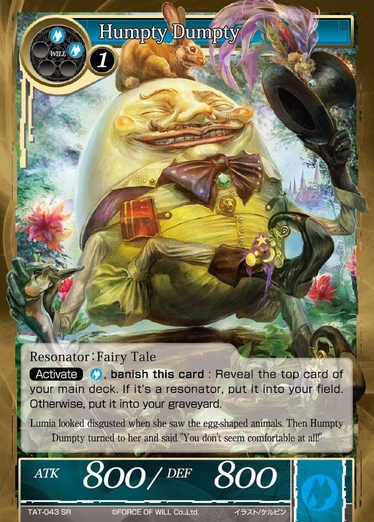 Humpty Dumpty
WILL
1
Resonator : Fairy Tale
Activate , banish this card : Reveal the top card of
your main deck. If it's a resonator, put it into your field.
Otherwise, put it into your graveyard.
Lumia looked disgusted when she saw the egg-shaped animals. Then Humpty
Dumpty turned to her and said "You don't seem comfortable at all!"
ATK 800/ DEF 800
TAT-043 SR ©FORCE OF WILL Co.,Ltd. イラスト/ケルビン